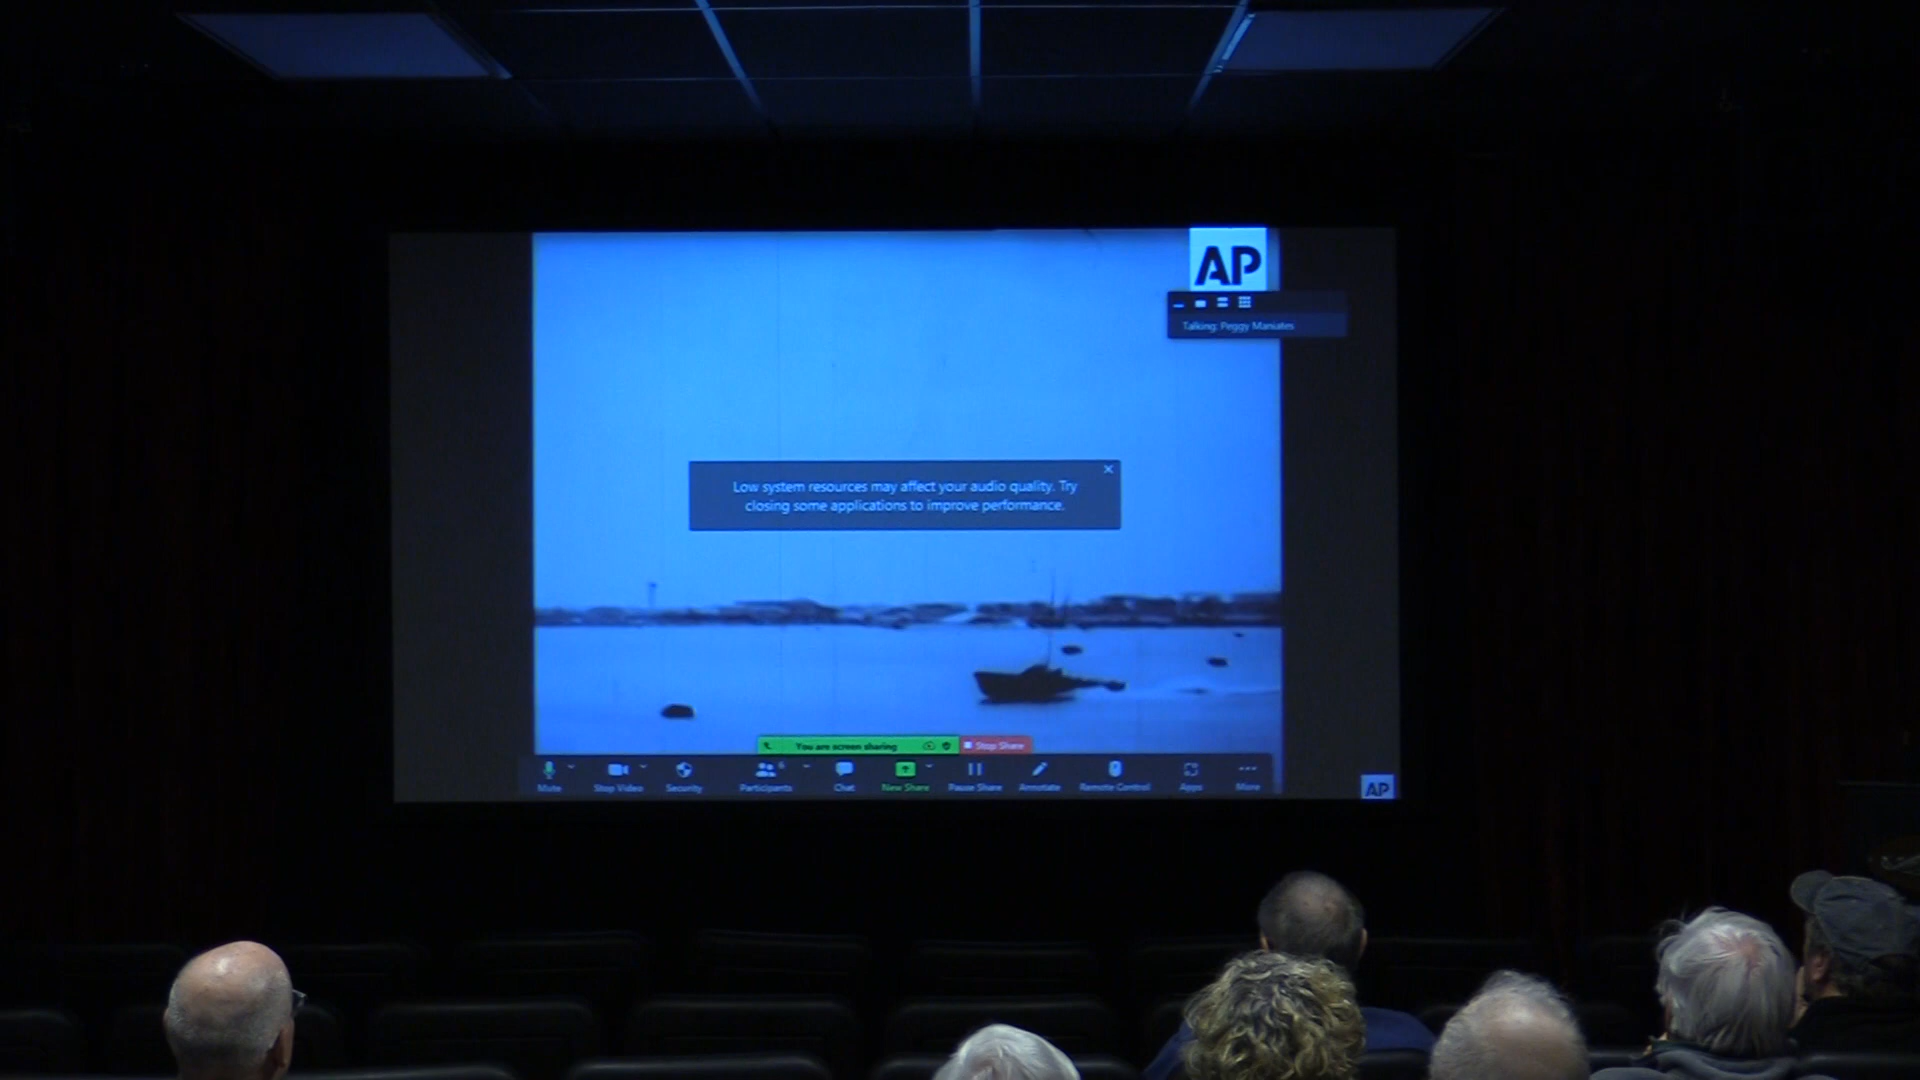 AP
Talking: Peggy Maniates
Low system resources may affect your audio quality. Try
closing some applications to improve performance.
You are screen sharing
Stop Share
6
Mute
Stop Video
Security
Participants
Chat
New Share
Pause Share
Annotate
Remote Control
Apps
More
AP